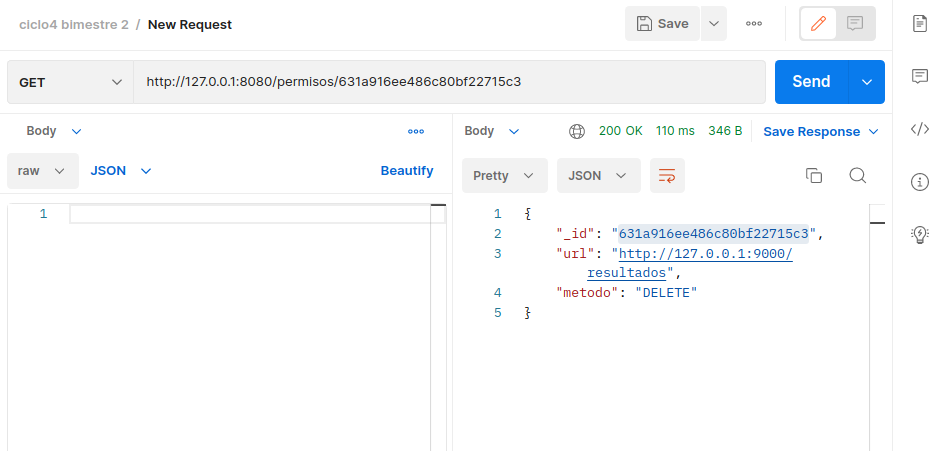 ciclo4 bimestre 2 / New Request
Save
GET
http://127.0.0.1:8080/permisos/631a916ee486c80bf22715c3
Send
Body
raw
JSON
Beautify
1
Body
200 OK
110 ms
346 B
Save Response
Pretty
JSON
1 {
2 "_id": "631a916ee486c80bf22715c3",
3 "url": "http://127.0.0.1:9000/
resultados",
4 "metodo": "DELETE"
5 }